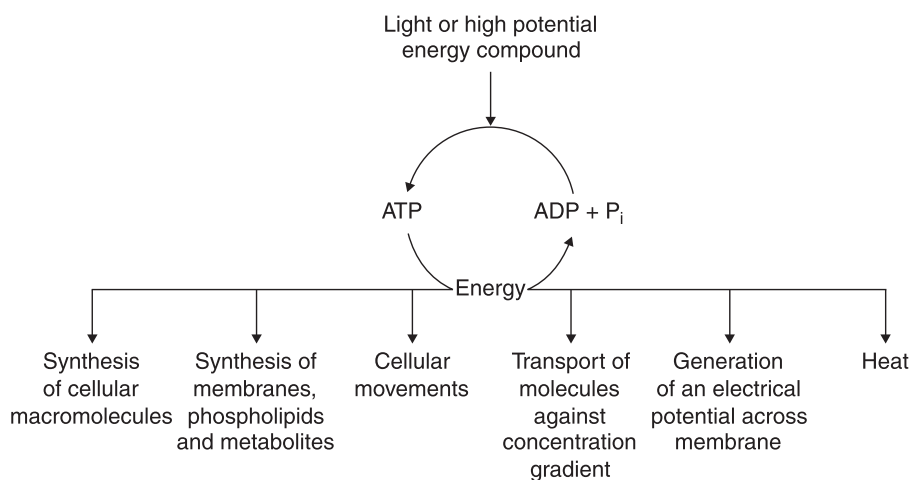 Light or high potential
energy compound
ATP
ADP + Pi
Energy
Synthesis
of cellular
macromolecules
Synthesis of
membranes,
phospholipids
and metabolites
Cellular
movements
Transport of
molecules
against
concentration
gradient
Generation
of an electrical
potential across
membrane
Heat